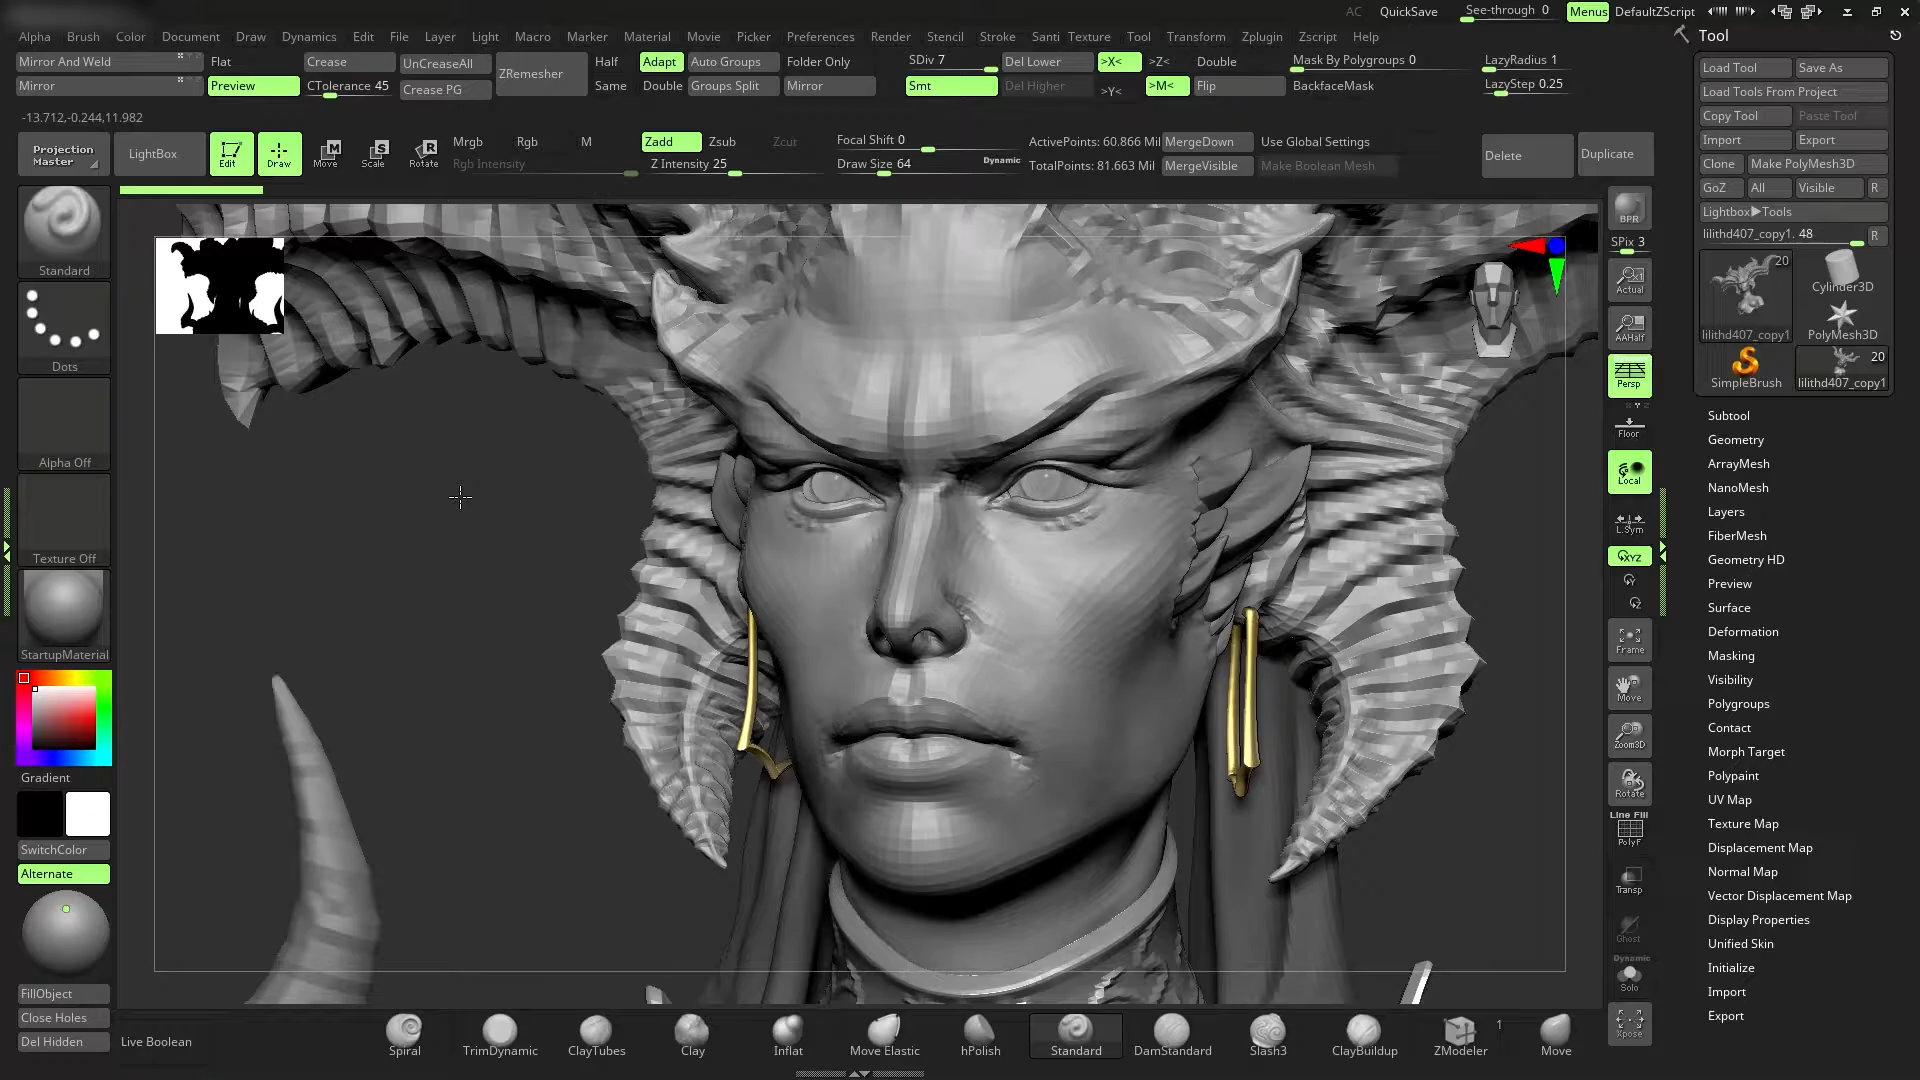 AC QuickSave See-through 0 Menus DefaultZScript
Alpha Brush Color Document Draw Dynamics Edit File Layer Light Macro Marker Material Movie Picker Preferences Render Stencil Stroke Santi Texture Tool Transform Zplugin Zscript Help
Tool
Mirror And Weld Flat Crease UnCreaseAll ZRemesher Half Adapt Auto Groups Folder Only SDiv 7 Del Lower >X< >Z< Double Mask By Polygroups 0 LazyRadius 1
Mirror Preview CTolerance 45 Crease PG Same Double Groups Split Mirror Smt Del Higher >Y< >M< Flip BackfaceMask LazyStep 0.25
-13.712,-0.244,11.982
Projection Master LightBox Edit Draw Move Scale Rotate
M S R
Mrgb Rgb M Zadd Zsub Zcut Focal Shift 0 ActivePoints: 60.866 Mil MergeDown Use Global Settings Delete Duplicate
Rgb Intensity Z Intensity 25 Draw Size 64 Dynamic TotalPoints: 81.663 Mil MergeVisible Make Boolean Mesh
Load Tool Save As
Load Tools From Project
Copy Tool Paste Tool
Import Export
Clone Make PolyMesh3D
GoZ All Visible R
Lightbox▶Tools
lilithd407_copy1. 48 R
20
Cylinder3D
lilithd407_copy1 PolyMesh3D
20
SimpleBrush lilithd407_copy1
Subtool
Geometry
ArrayMesh
NanoMesh
Layers
FiberMesh
Geometry HD
Preview
Surface
Deformation
Masking
Visibility
Polygroups
Contact
Morph Target
Polypaint
UV Map
Texture Map
Displacement Map
Normal Map
Vector Displacement Map
Display Properties
Unified Skin
Initialize
Import
Export
Standard
Dots
Alpha Off
Texture Off
StartupMaterial
Gradient
SwitchColor
Alternate
FillObject
Close Holes
Del Hidden
Live Boolean
BPR
SPix 3
Actual
AAHalf
Persp
Floor
Local
L.Sym
XYZ
Y
Z
Frame
Move
Zoom3D
Rotate
Line Fill
PolyF
Transp
Ghost
Dynamic
Solo
Xpose
Spiral TrimDynamic ClayTubes Clay Inflat Move Elastic hPolish Standard DamStandard Slash3 ClayBuildup ZModeler 1 Move